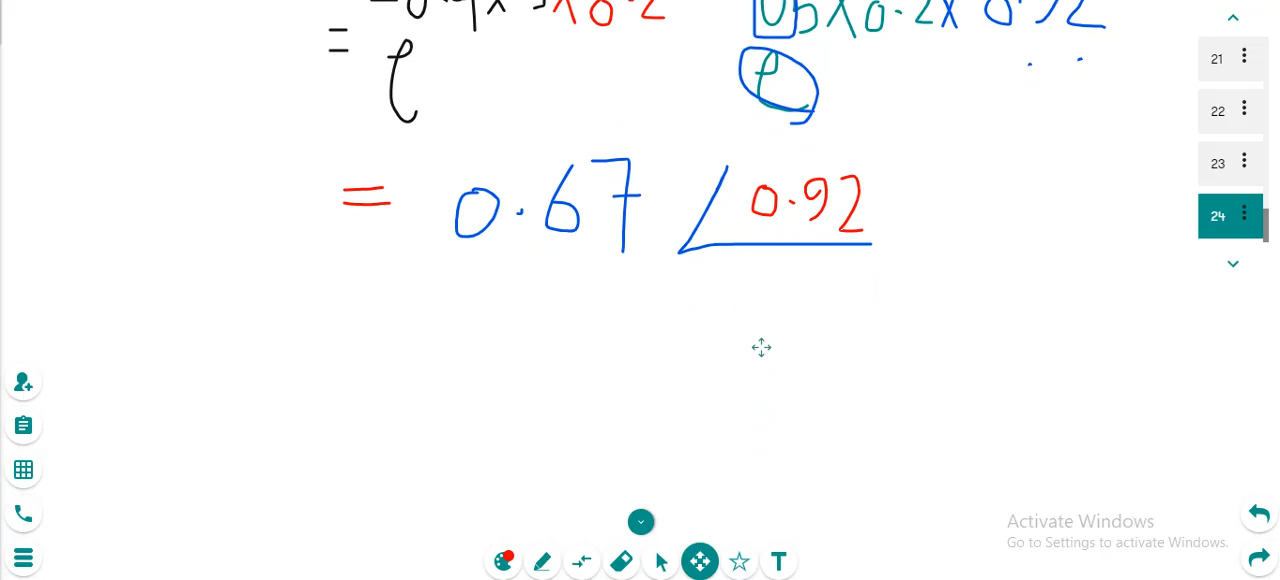 = e
e
= 0.67 ∠0.92
21
22
23
24
T
Activate Windows
Go to Settings to activate Windows.